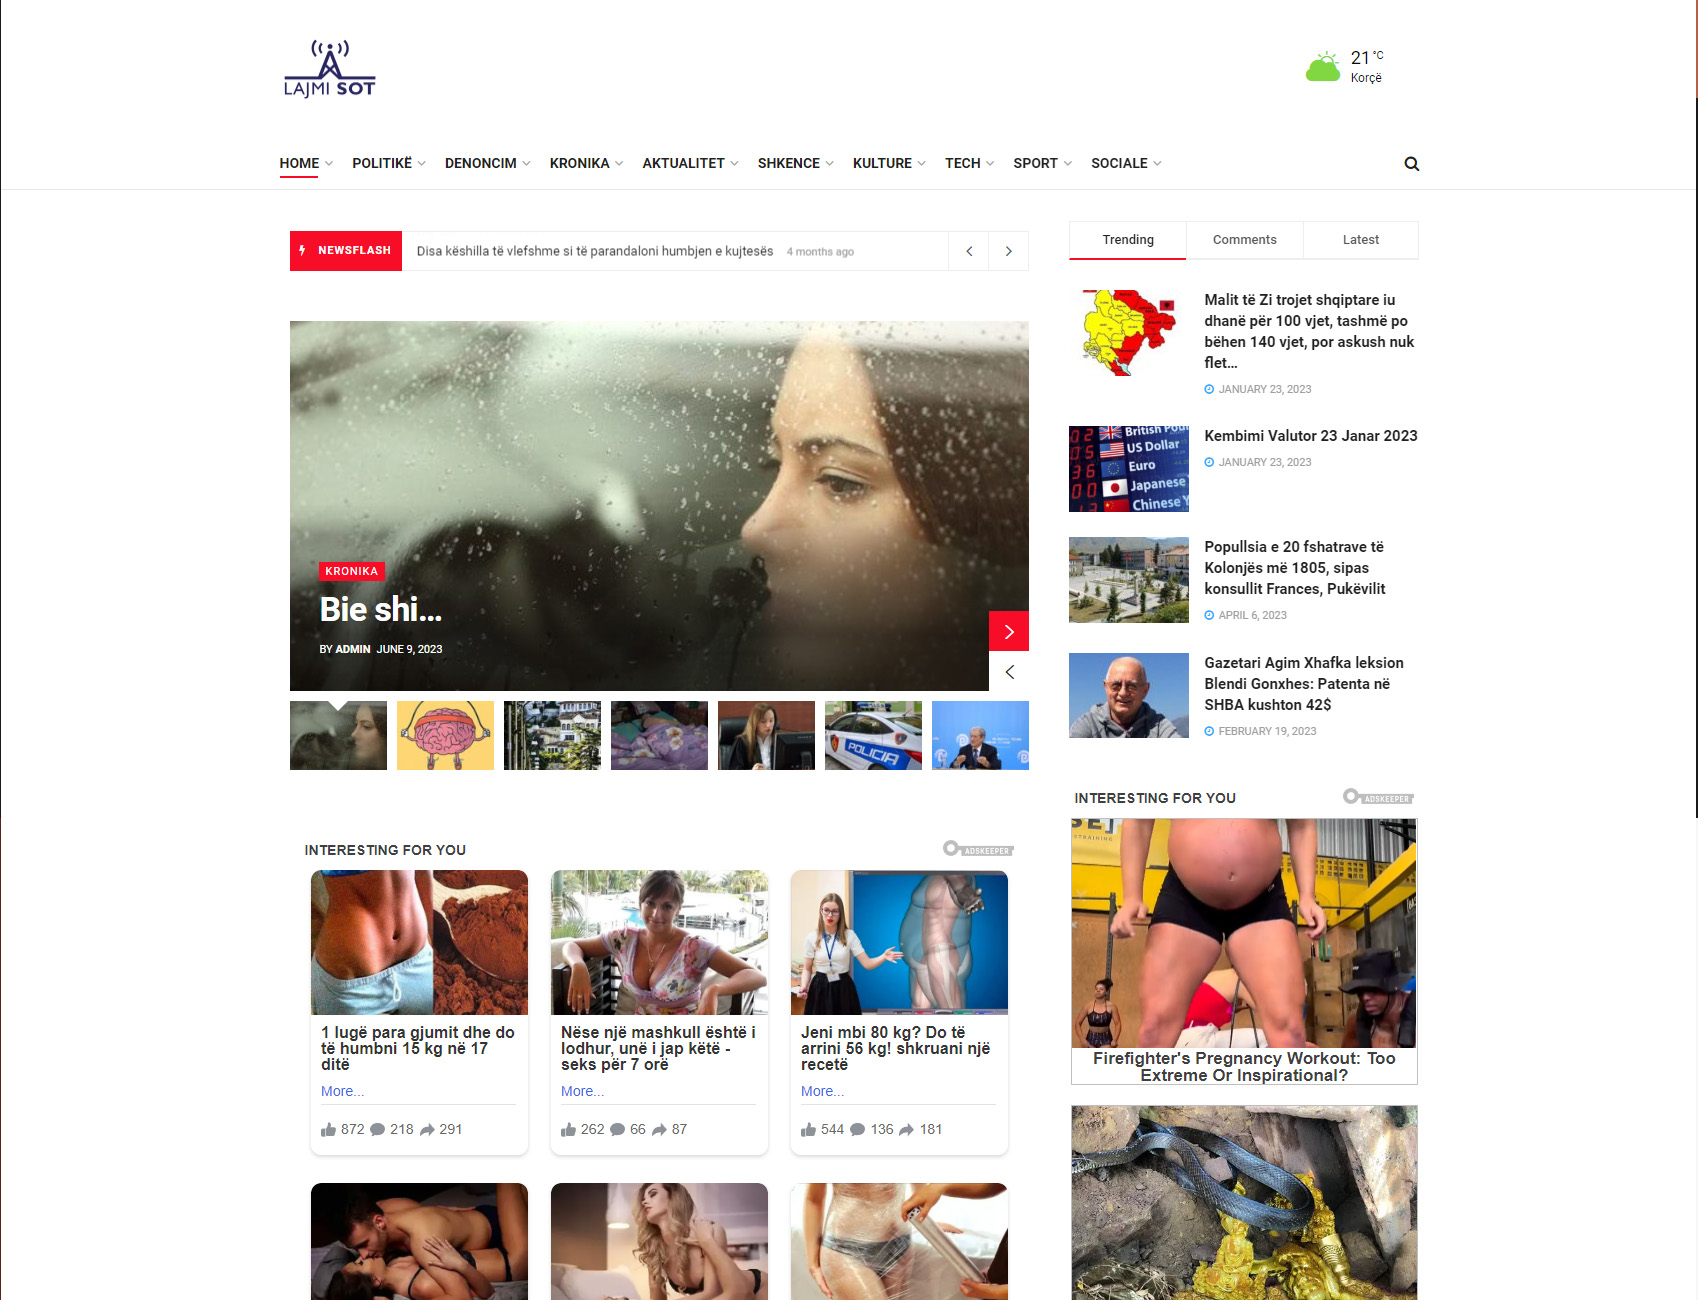 LAJMI SOT
21 °C
Korçë
HOME POLITIKË DENONCIM KRONIKA AKTUALITET SHKENCE KULTURE TECH SPORT SOCIALE
NEWSFLASH Disa këshilla të vlefshme si të parandaloni humbjen e kujtesës 4 months ago
KRONIKA
Bie shi...
BY ADMIN JUNE 9, 2023
POLICIA
Trending Comments Latest
Malit të Zi trojet shqiptare iu
dhanë për 100 vjet, tashmë po
bëhen 140 vjet, por askush nuk
flet...
JANUARY 23, 2023
British
US Dollar
Euro
Japanese
Chinese
Kembimi Valutor 23 Janar 2023
JANUARY 23, 2023
Popullsia e 20 fshatrave të
Kolonjës më 1805, sipas
konsullit Frances, Pukëvilit
APRIL 6, 2023
Gazetari Agim Xhafka leksion
Blendi Gonxhes: Patenta në
SHBA kushton 42$
FEBRUARY 19, 2023
INTERESTING FOR YOU ADSKEEPER
1 lugë para gjumit dhe do
të humbni 15 kg në 17
ditë
More...
872 218 291
Nëse një mashkull është i
lodhur, unë i jap këtë -
seks për 7 orë
More...
262 66 87
Jeni mbi 80 kg? Do të
arrini 56 kg! shkruani një
recetë
More...
544 136 181
INTERESTING FOR YOU ADSKEEPER
TRAINING
Firefighter's Pregnancy Workout: Too
Extreme Or Inspirational?